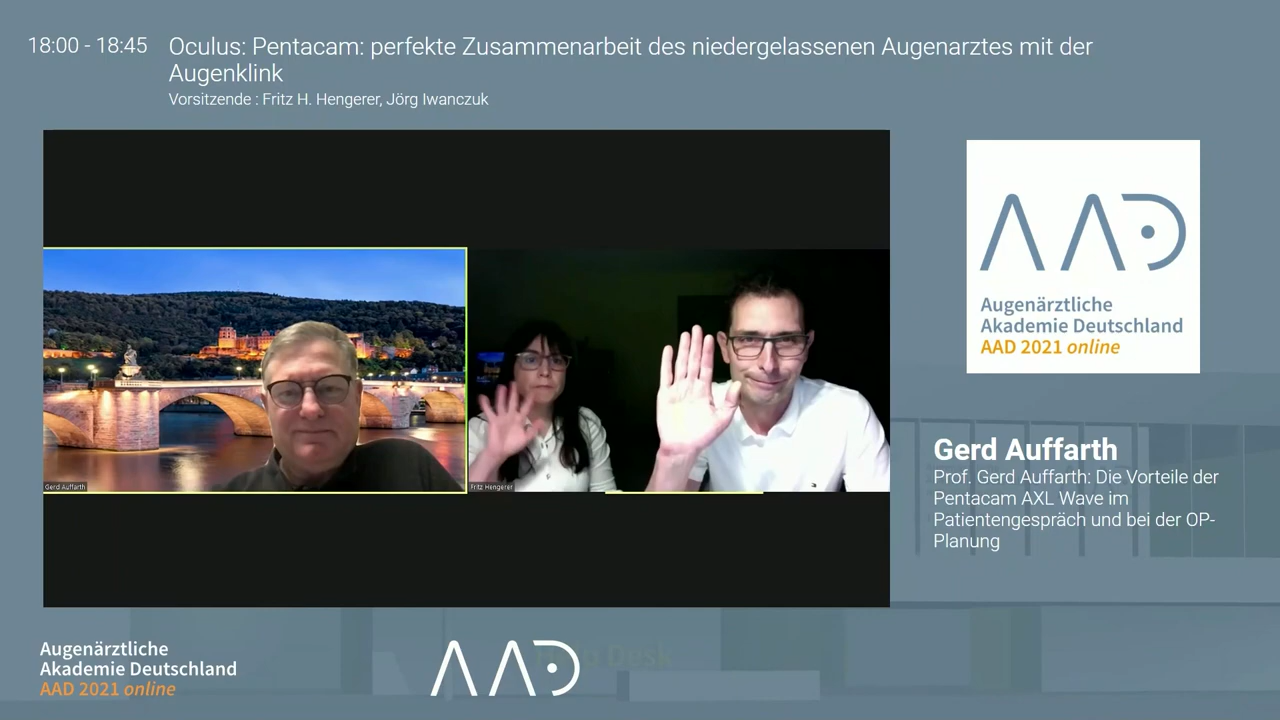 18:00 - 18:45
Oculus: Pentacam: perfekte Zusammenarbeit des niedergelassenen Augenarztes mit der
Augenklink
Vorsitzende : Fritz H. Hengerer, Jörg Iwanczuk
AAD
Augenärztliche
Akademie Deutschland
AAD 2021 online
Gerd Auffarth
Fritz Hengerer
Gerd Auffarth
Prof. Gerd Auffarth: Die Vorteile der
Pentacam AXL Wave im
Patientengespräch und bei der OP-
Planung
Augenärztliche
Akademie Deutschland
AAD 2021 online
AAD
Desk